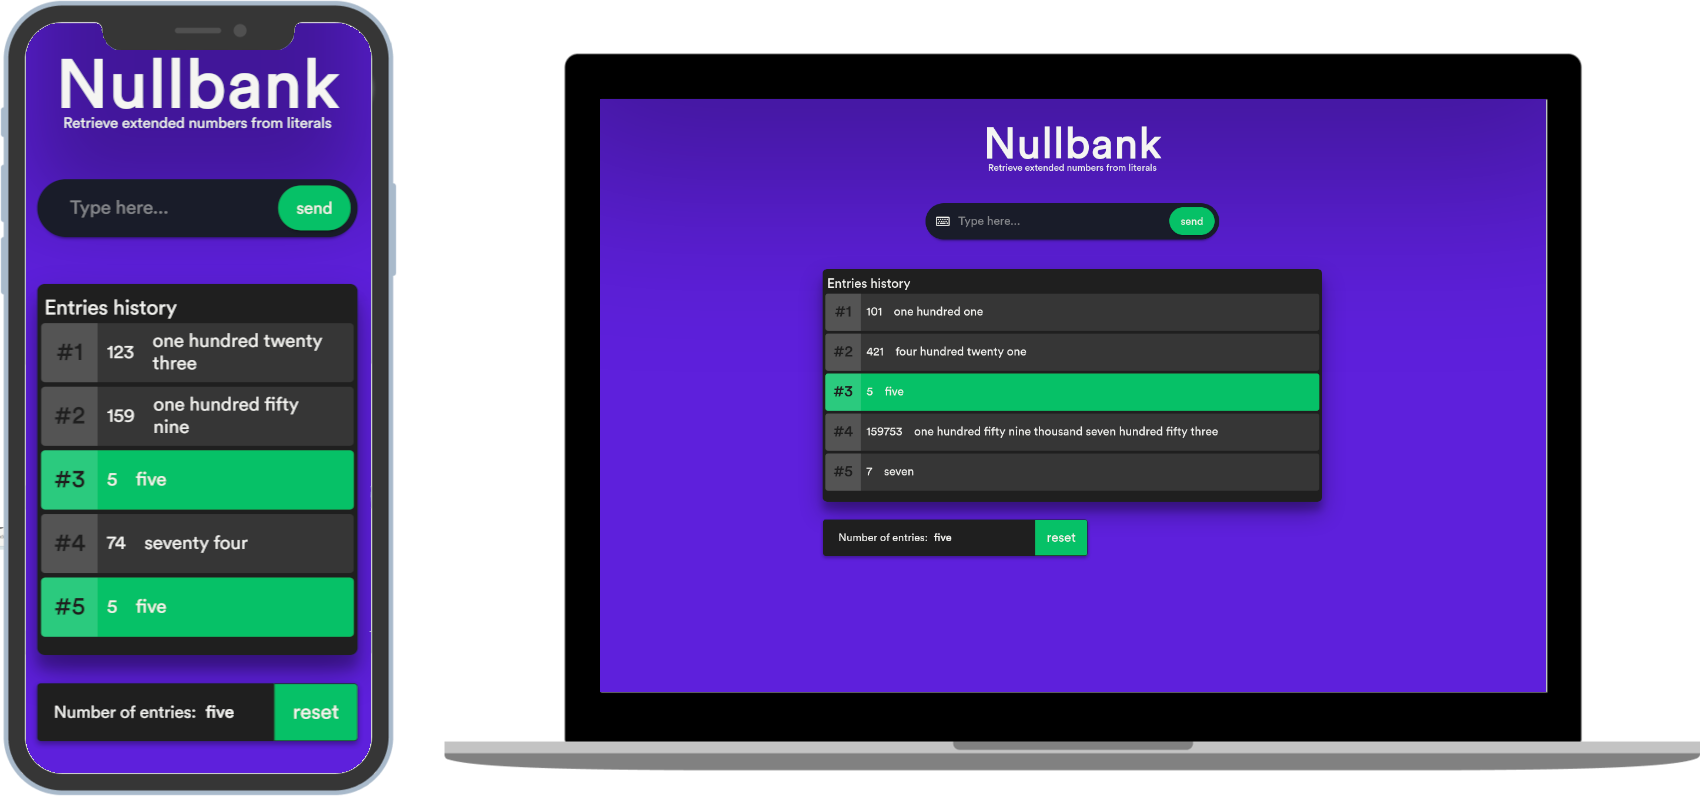 Nullbank
Retrieve extended numbers from literals
Type here...
send
Entries history
#1 123 one hundred twenty
three
#2 159 one hundred fifty
nine
#3 5 five
#4 74 seventy four
#5 5 five
Number of entries: five
reset
Nullbank
Retrieve extended numbers from literals
Type here...
send
Entries history
#1 101 one hundred one
#2 421 four hundred twenty one
#3 5 five
#4 159753 one hundred fifty nine thousand seven hundred fifty three
#5 7 seven
Number of entries: five
reset